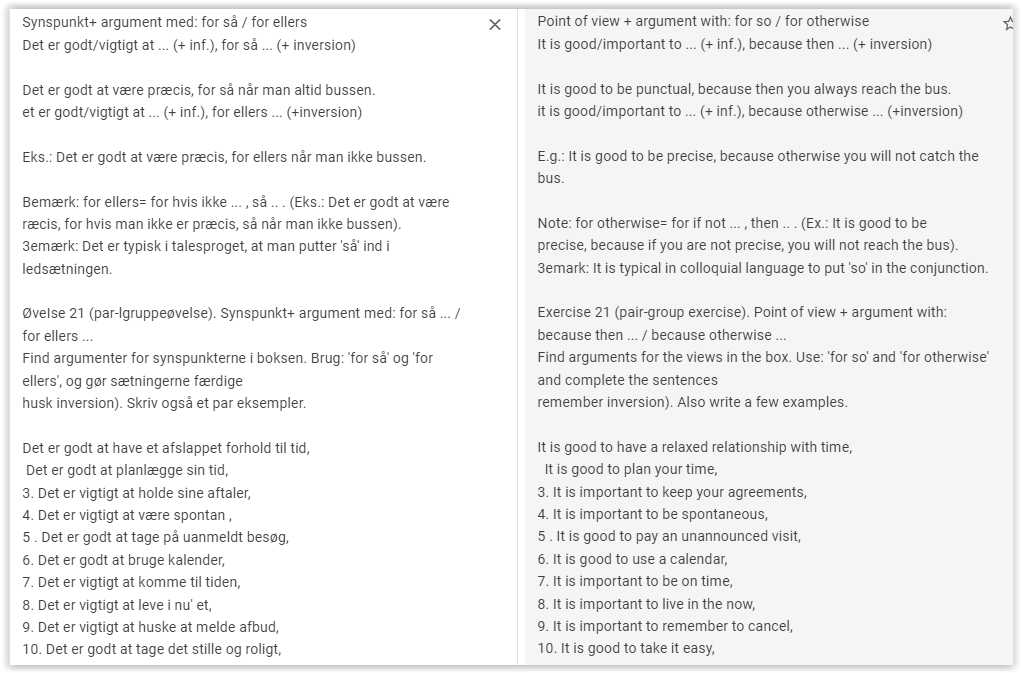 Synspunkt+ argument med: for så / for ellers
Det er godt/vigtigt at ... (+ inf.), for så ... (+ inversion)
Det er godt at være præcis, for så når man altid bussen.
et er godt/vigtigt at ... (+ inf.), for ellers ... (+inversion)
Eks.: Det er godt at være præcis, for ellers når man ikke bussen.
Bemærk: for ellers= for hvis ikke ... , så .. . (Eks.: Det er godt at være
ræcis, for hvis man ikke er præcis, så når man ikke bussen).
3emærk: Det er typisk i talesproget, at man putter 'så' ind i
ledsætningen.
Øvelse 21 (par-lgruppeøvelse). Synspunkt+ argument med: for så ... /
for ellers ...
Find argumenter for synspunkterne i boksen. Brug: 'for så' og 'for
ellers', og gør sætningerne færdige
husk inversion). Skriv også et par eksempler.
Det er godt at have et afslappet forhold til tid,
Det er godt at planlægge sin tid,
3. Det er vigtigt at holde sine aftaler,
4. Det er vigtigt at være spontan ,
5 . Det er godt at tage på uanmeldt besøg,
6. Det er godt at bruge kalender,
7. Det er vigtigt at komme til tiden,
8. Det er vigtigt at leve i nu' et,
9. Det er vigtigt at huske at melde afbud,
10. Det er godt at tage det stille og roligt,
Point of view + argument with: for so / for otherwise
It is good/important to ... (+ inf.), because then ... (+ inversion)
It is good to be punctual, because then you always reach the bus.
it is good/important to ... (+ inf.), because otherwise ... (+inversion)
E.g.: It is good to be precise, because otherwise you will not catch the
bus.
Note: for otherwise= for if not ... , then .. . (Ex.: It is good to be
precise, because if you are not precise, you will not reach the bus).
3emark: It is typical in colloquial language to put 'so' in the conjunction.
Exercise 21 (pair-group exercise). Point of view + argument with:
because then ... / because otherwise ...
Find arguments for the views in the box. Use: 'for so' and 'for otherwise'
and complete the sentences
remember inversion). Also write a few examples.
It is good to have a relaxed relationship with time,
It is good to plan your time,
3. It is important to keep your agreements,
4. It is important to be spontaneous,
5 . It is good to pay an unannounced visit,
6. It is good to use a calendar,
7. It is important to be on time,
8. It is important to live in the now,
9. It is important to remember to cancel,
10. It is good to take it easy,